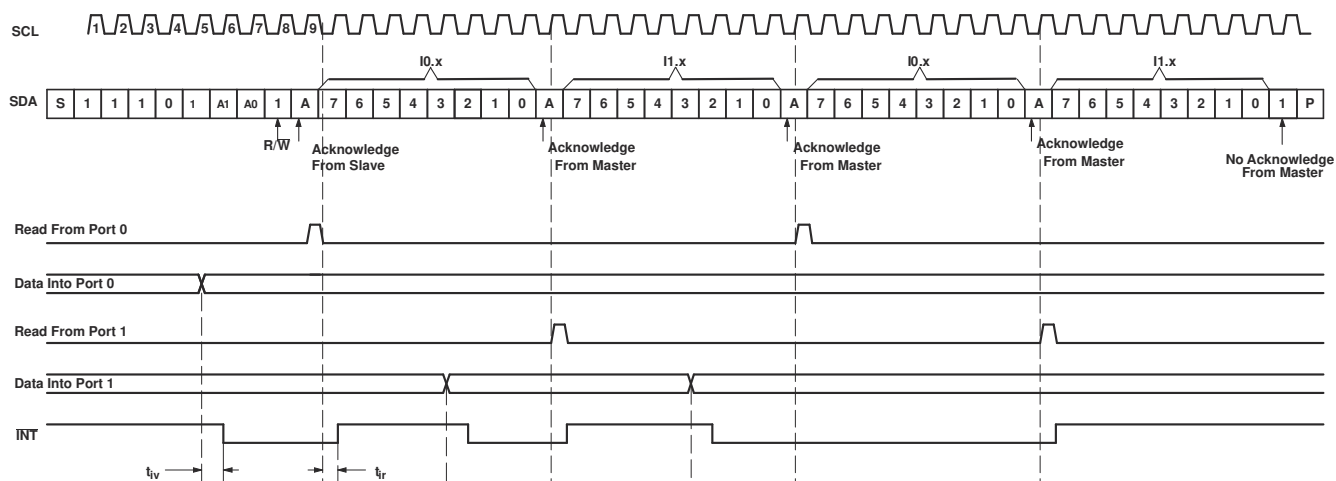 SCL 1 2 3 4 5 6 7 8 9
I0.x I1.x I0.x I1.x
SDA S 1 1 1 0 1 A1 A0 1 A 7 6 5 4 3 2 1 0 A 7 6 5 4 3 2 1 0 A 7 6 5 4 3 2 1 0 A 7 6 5 4 3 2 1 0 1 P
R/W
Acknowledge
From Slave
Acknowledge
From Master
Acknowledge
From Master
Acknowledge
From Master
No Acknowledge
From Master
Read From Port 0
Data Into Port 0
Read From Port 1
Data Into Port 1
INT
tiv tir